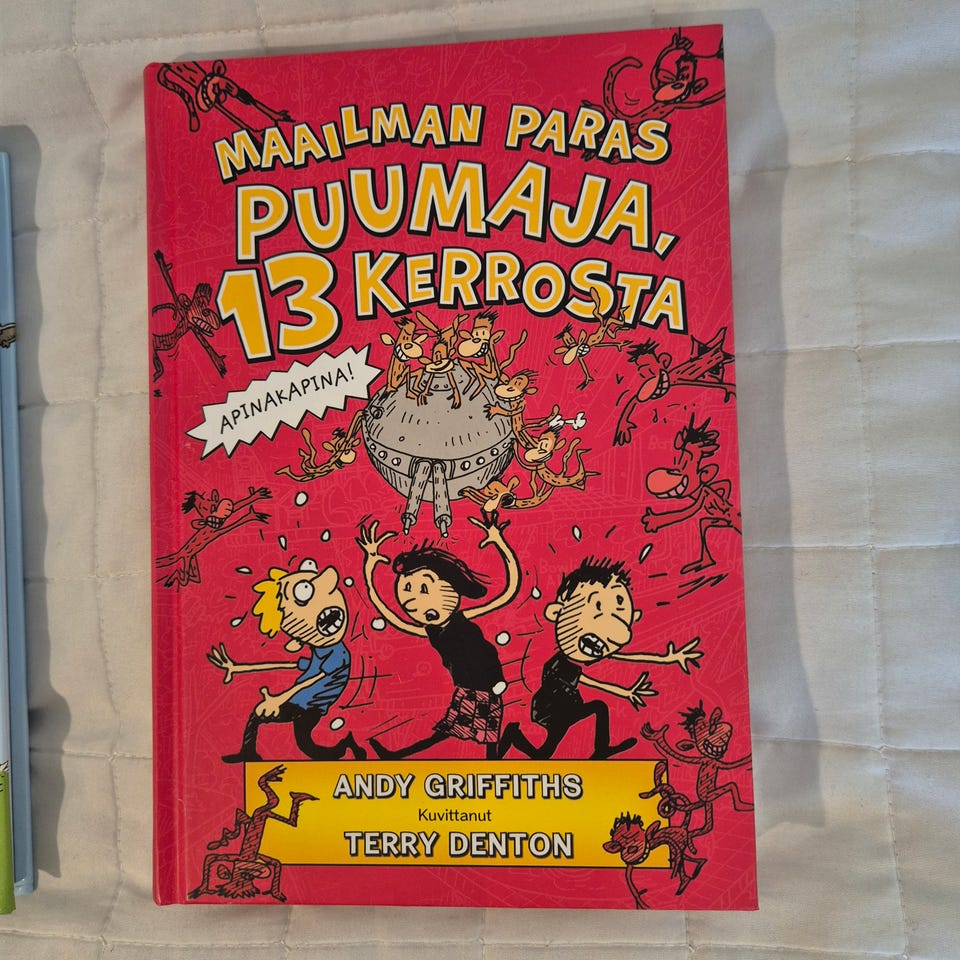 MAAILMAN PARAS
PUUMAJA,
13 KERROSTA
APINAKAPINA!
ANDY GRIFFITHS
Kuvittanut
TERRY DENTON